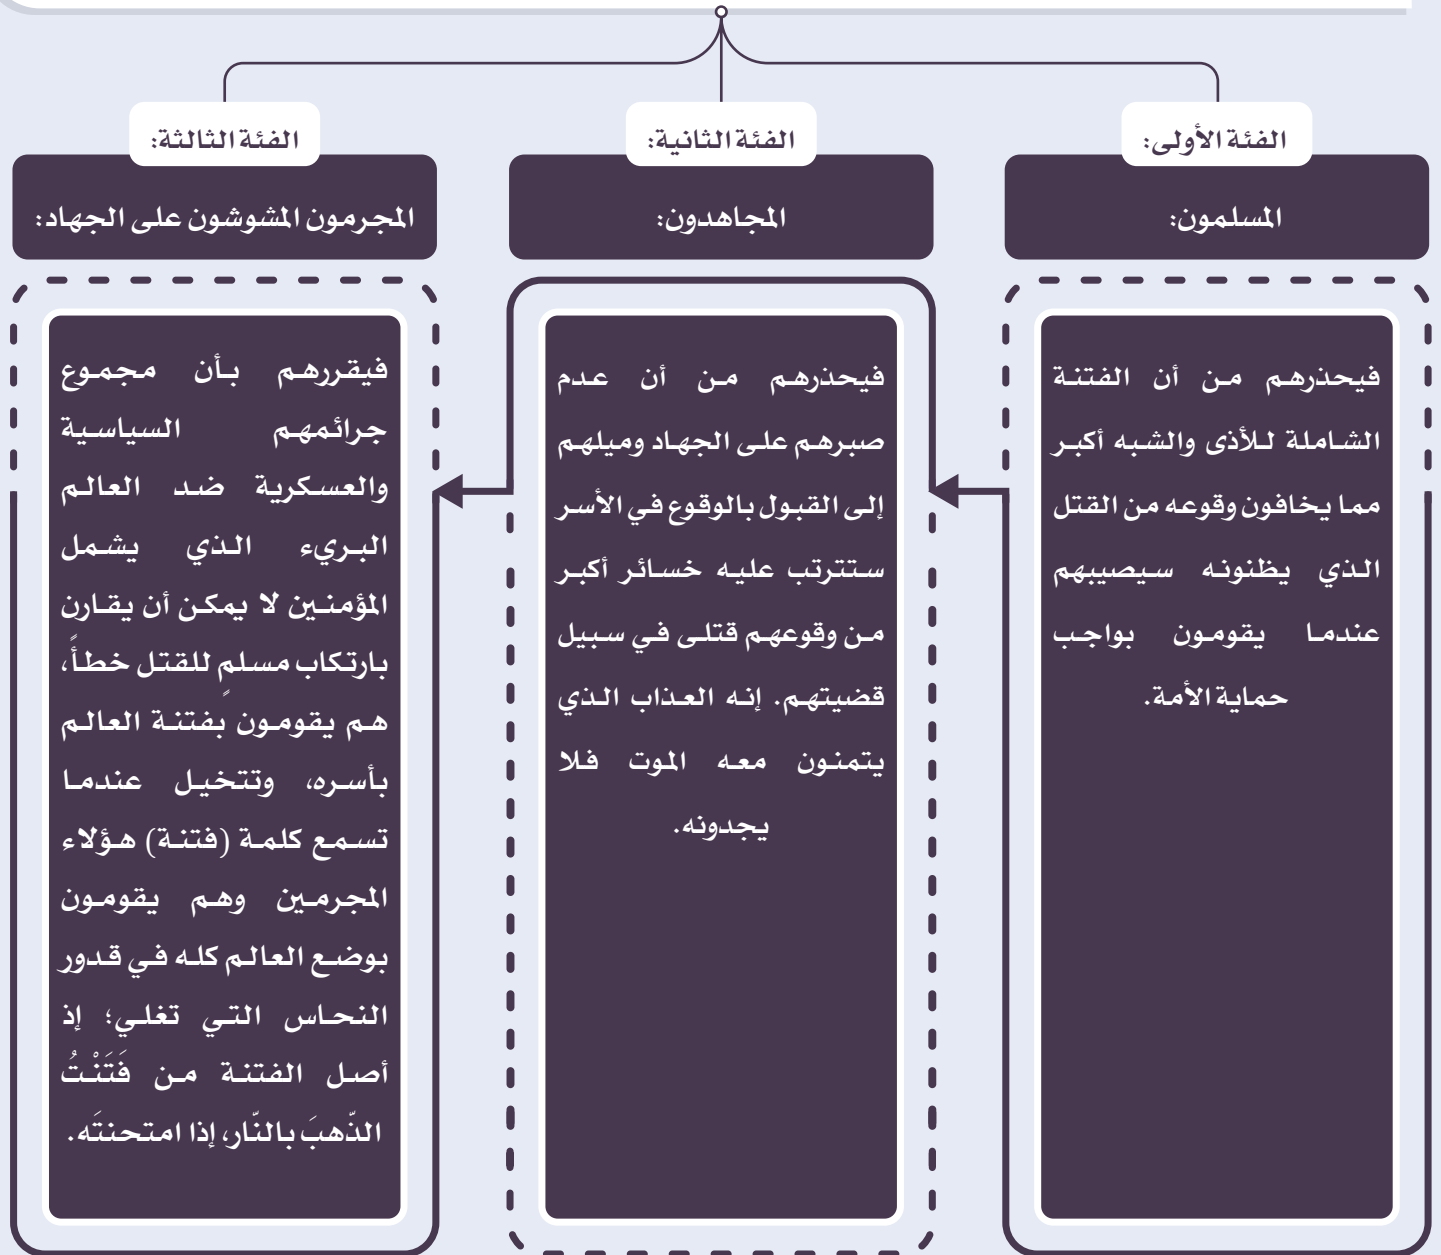 الفئة الأولى:
المسلمون:
فيحذرهم من أن الفتنة
الشاملة للأذى والشبه أكبر
مما يخافون وقوعه من القتل
الذي يظنونه سيصيبهم
عندما يقومون بواجب
حماية الأمة.
الفئة الثانية:
المجاهدون:
فيحذرهم من أن عدم
صبرهم على الجهاد وميلهم
إلى القبول بالوقوع في الأسر
ستترتب عليه خسائر أكبر
من وقوعهم قتلى في سبيل
قضيتهم. إنه العذاب الذي
يتمنون معه الموت فلا
يجدونه.
الفئة الثالثة:
المجرمون المشوشون على الجهاد:
فيقررهم بأن مجموع
جرائمهم السياسية
والعسكرية ضد العالم
البريء الذي يشمل
المؤمنين لا يمكن أن يقارن
بارتكاب مسلمٍ للقتل خطأً،
هم يقومون بفتنة العالم
بأسره، وتتخيل عندما
تسمع كلمة (فتنة) هؤلاء
المجرمين وهم يقومون
بوضع العالم كله في قدور
النحاس التي تغلي؛ إذ
أصل الفتنة من فَتَنْتُ
الذّهبَ بالنّار، إذا امتحنتَه.